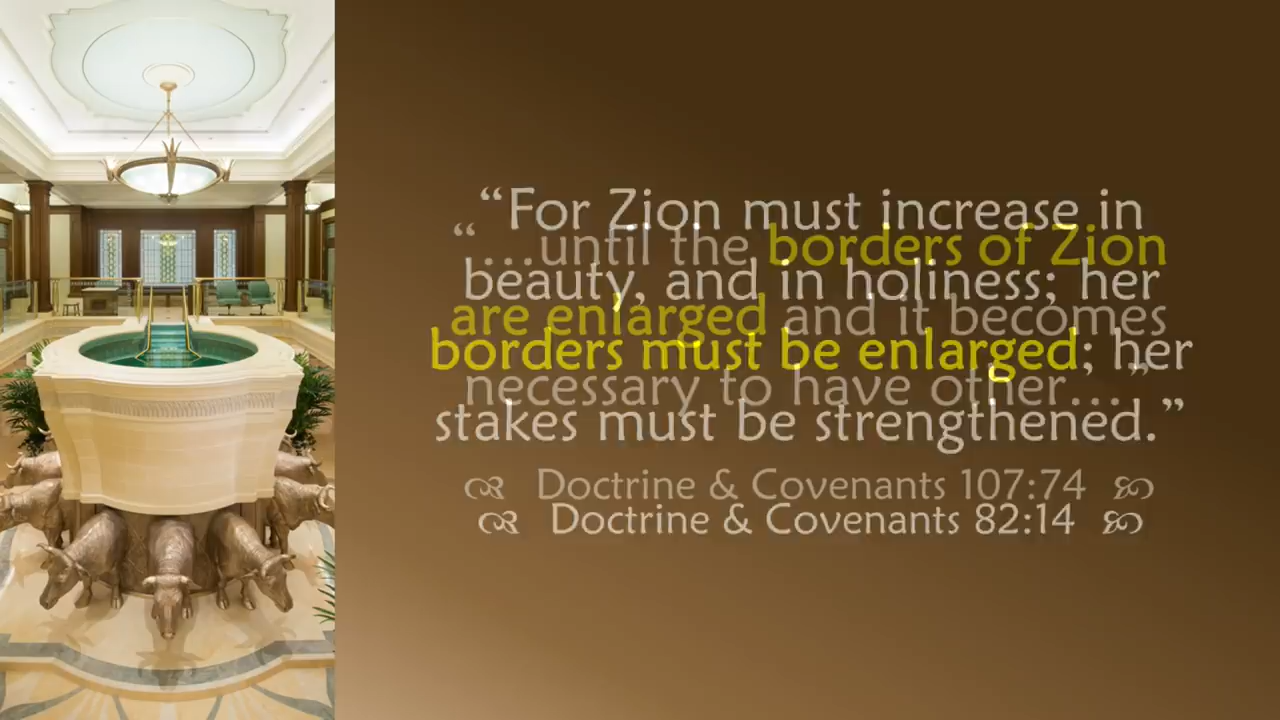 “For Zion must increase in
beauty, and in holiness; her
borders must be enlarged; her
stakes must be strengthened.”
Doctrine & Covenants 82:14
“…until the borders of Zion
are enlarged and it becomes
necessary to have other…”
Doctrine & Covenants 107:74